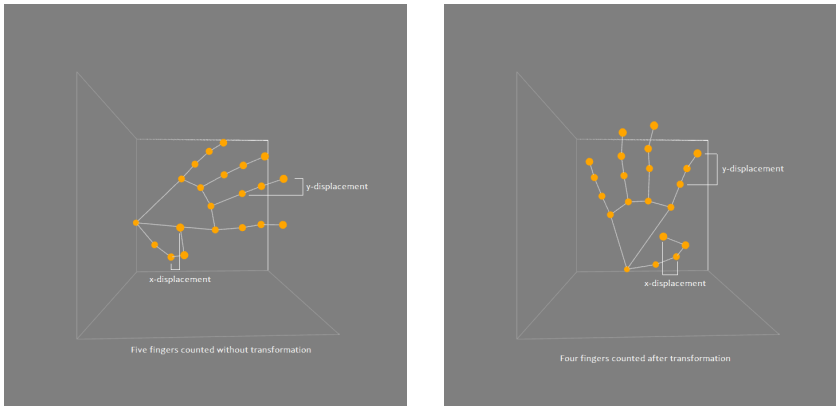 y-displacement
x-displacement
Five fingers counted without transformation
y-displacement
x-displacement
Four fingers counted after transformation